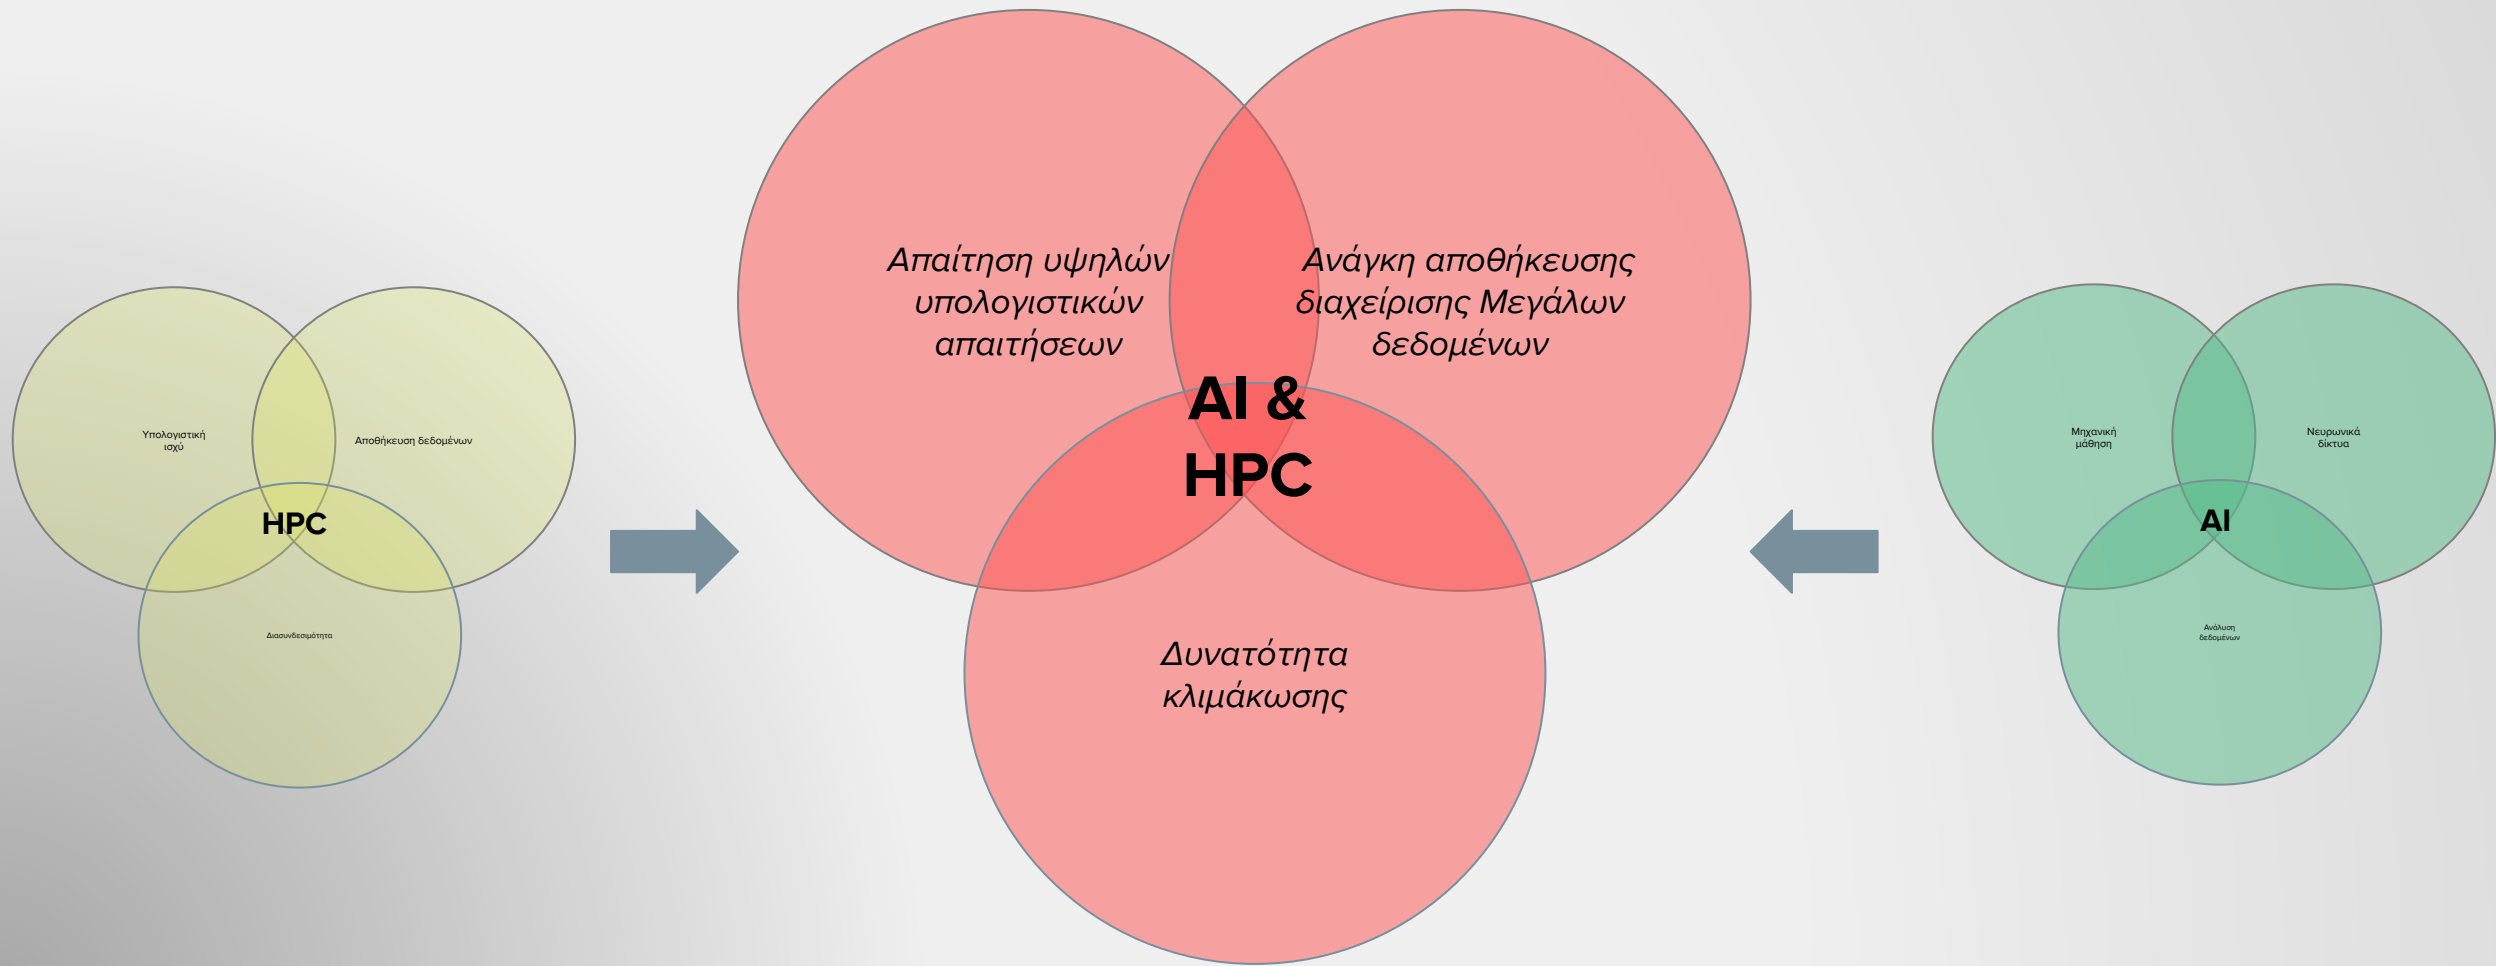 Υπολογιστική
ισχύ
Αποθήκευση δεδομένων
HPC
Διασυνδεσιμότητα
Απαίτηση υψηλών
υπολογιστικών
απαιτήσεων
Ανάγκη αποθήκευσης
διαχείρισης Μεγάλων
δεδομένων
AI &
HPC
Δυνατότητα
κλιμάκωσης
Μηχανική
μάθηση
Νευρωνικά
δίκτυα
AI
Ανάλυση
δεδομένων